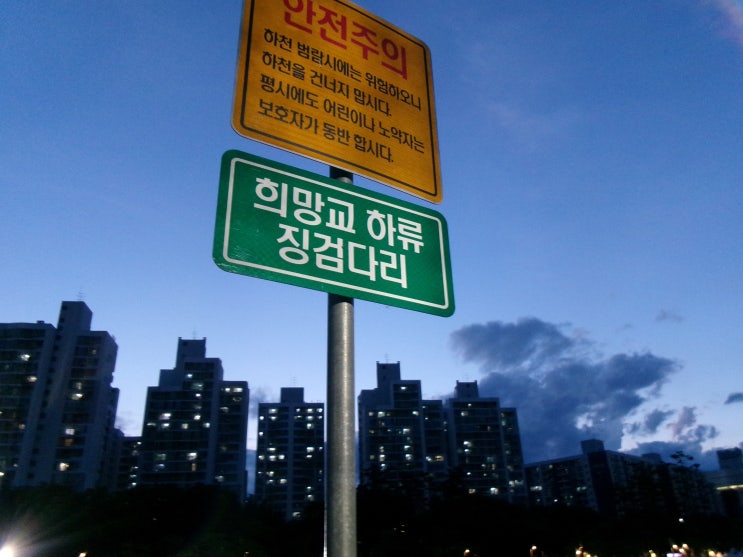 안전주의
하천 범람시에는 위험하오니
하천을 건너지 맙시다.
평시에도 어린이나 노약자는
보호자가 동반 합시다.
희망교 하류
징검다리